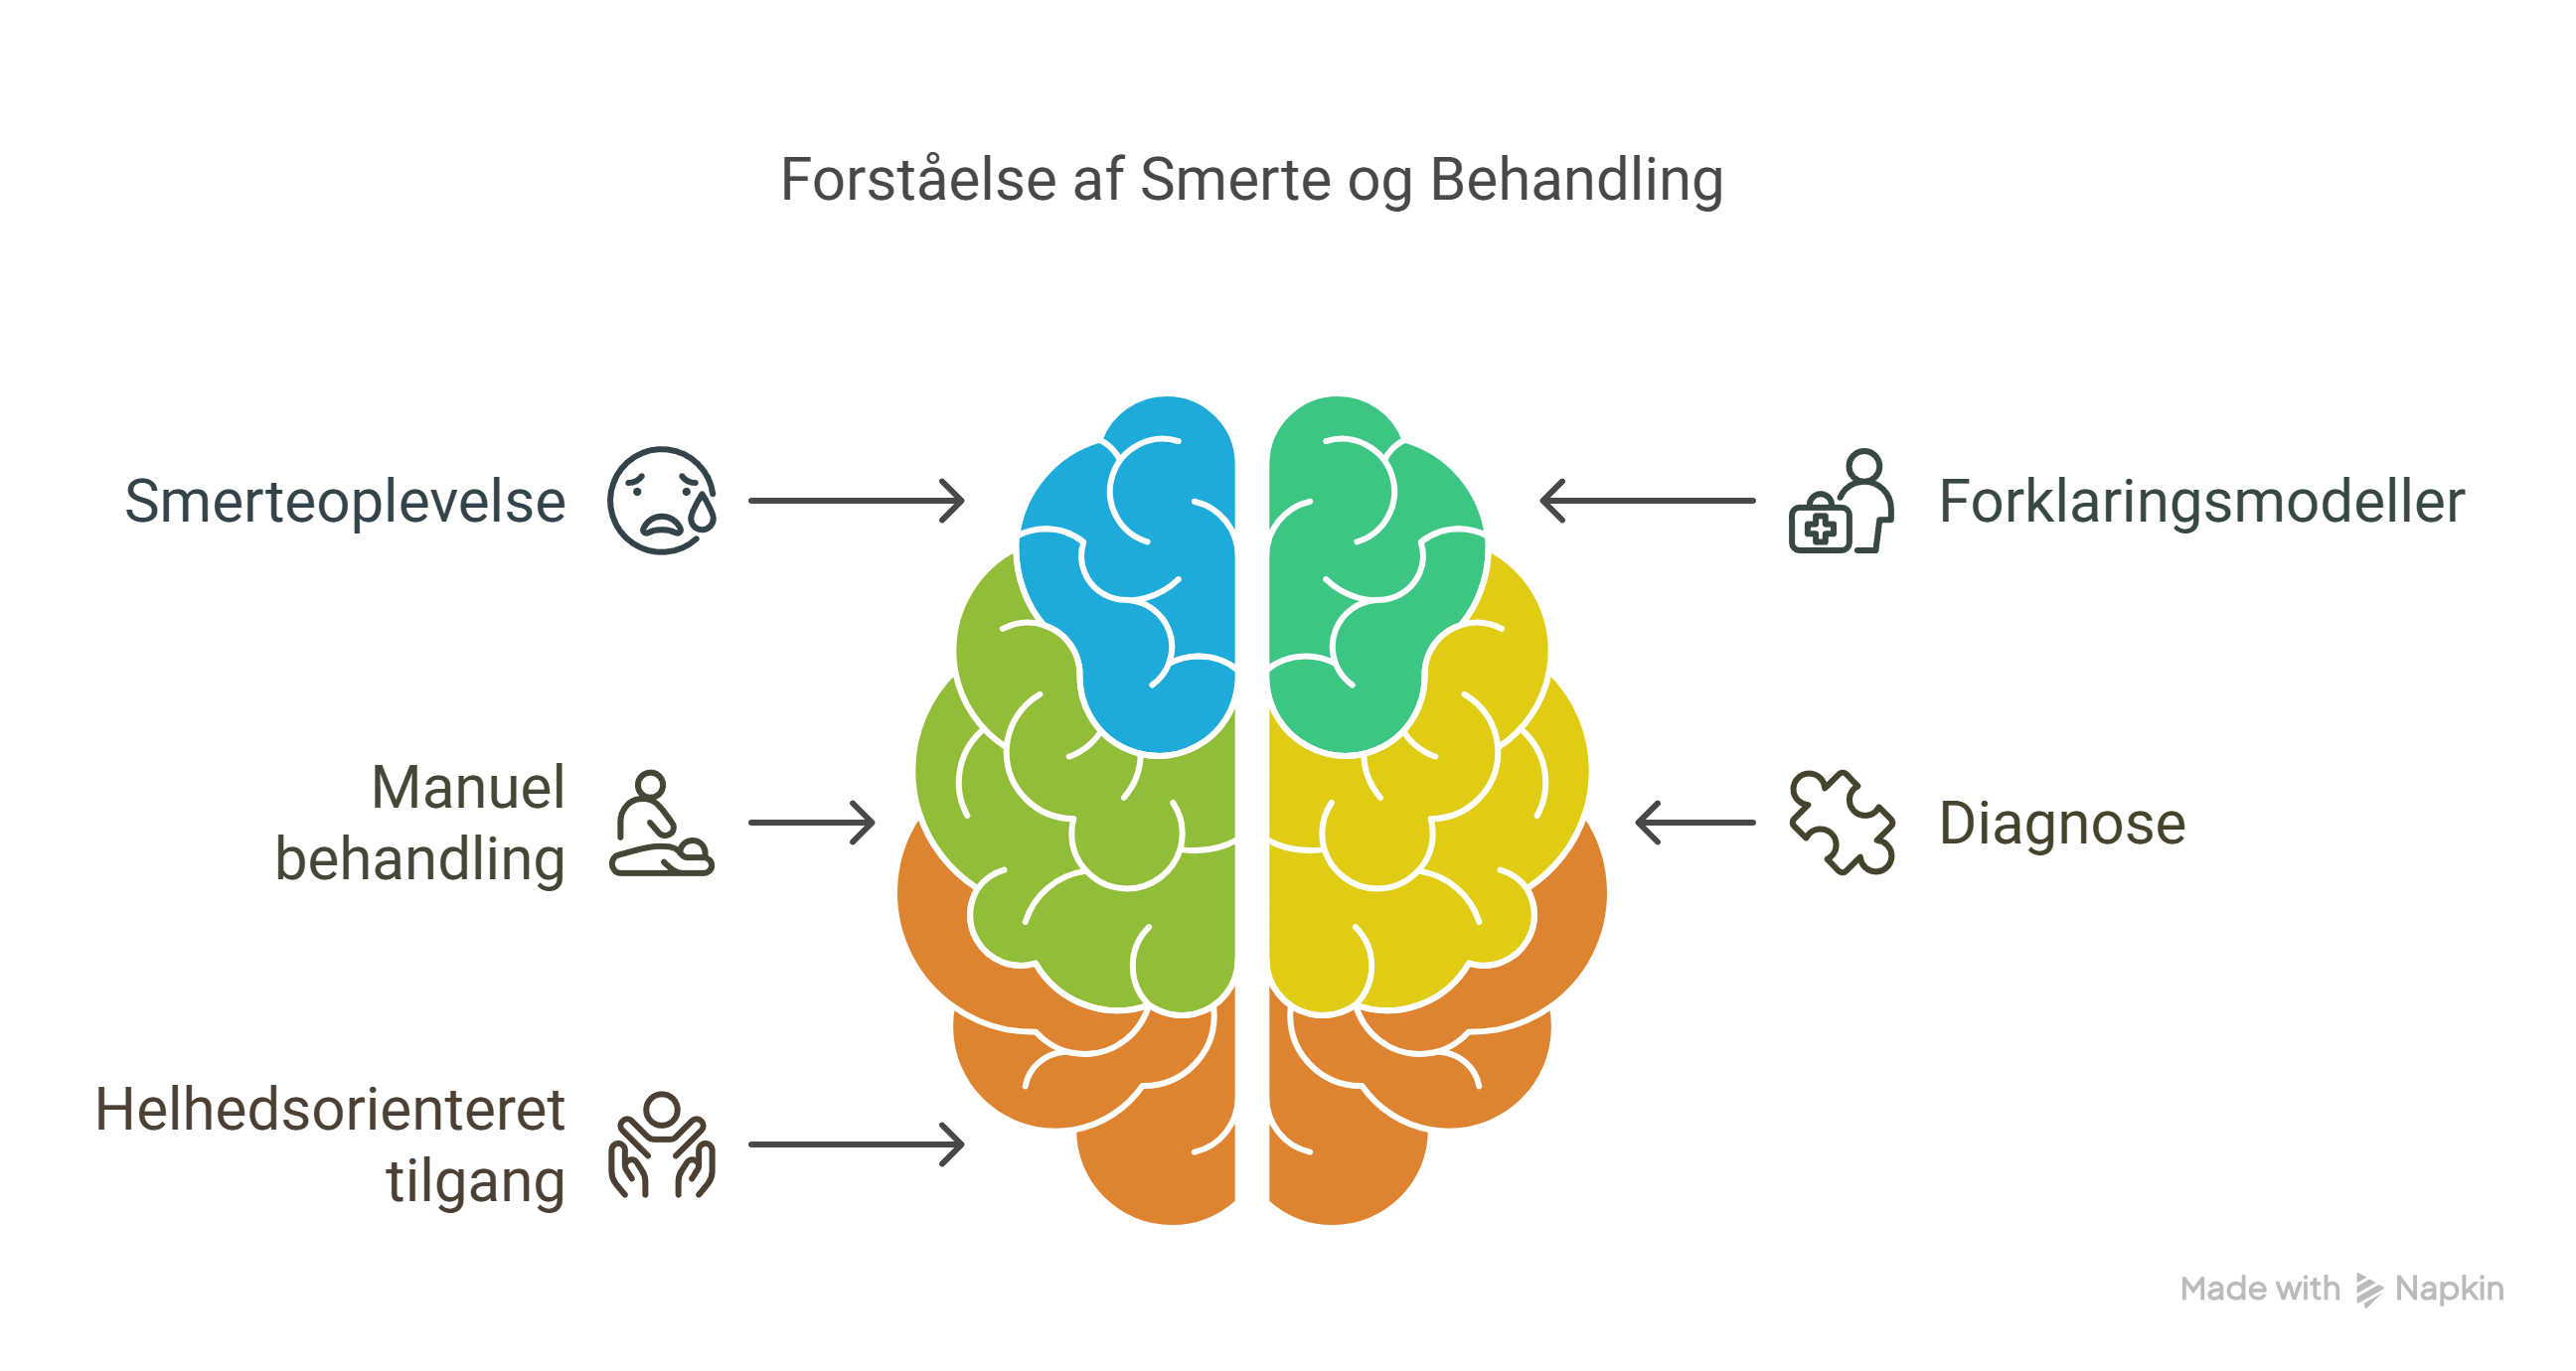 Forståelse af Smerte og Behandling
Smerteoplevelse
Forklaringsmodeller
Manuel
behandling
Diagnose
Helhedsorienteret
tilgang
Made with Napkin